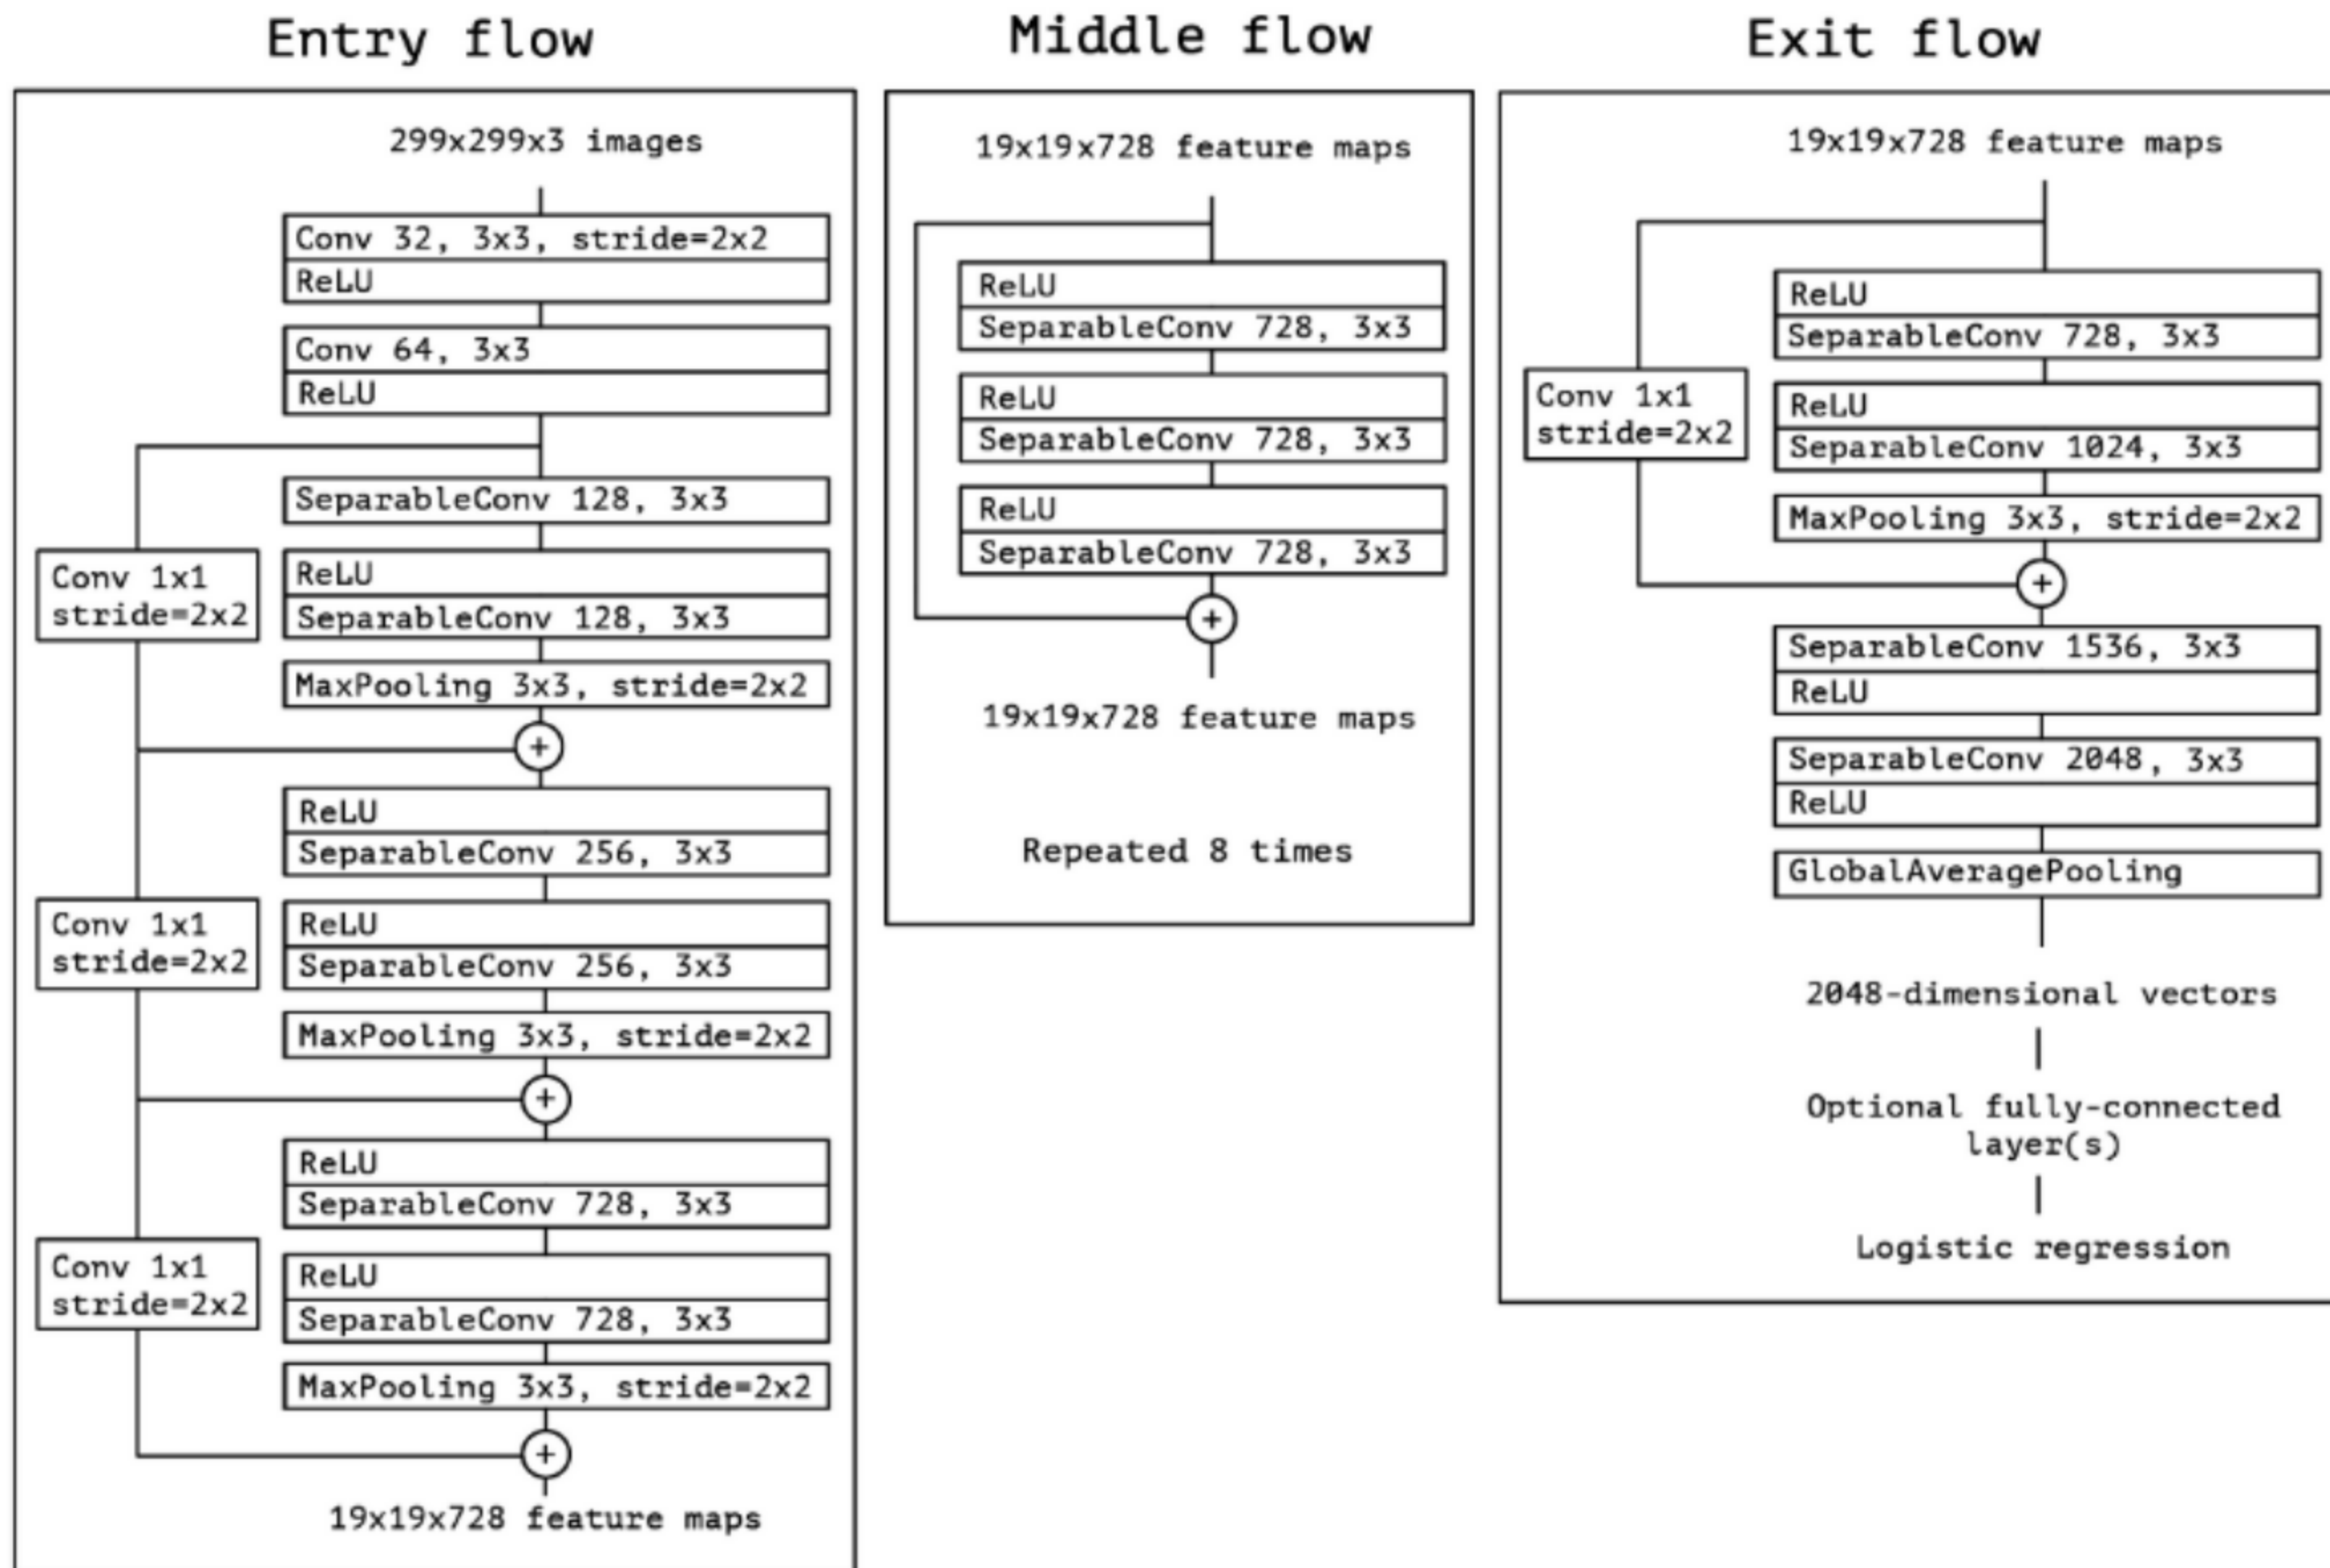 Entry flow
299x299x3 images
Conv 32, 3x3, stride=2x2
ReLU
Conv 64, 3x3
ReLU
SeparableConv 128, 3x3
Conv 1x1
stride=2x2
ReLU
SeparableConv 128, 3x3
MaxPooling 3x3, stride=2x2
+
ReLU
SeparableConv 256, 3x3
Conv 1x1
stride=2x2
ReLU
SeparableConv 256, 3x3
MaxPooling 3x3, stride=2x2
+
ReLU
SeparableConv 728, 3x3
Conv 1x1
stride=2x2
ReLU
SeparableConv 728, 3x3
MaxPooling 3x3, stride=2x2
+
19x19x728 feature maps
Middle flow
19x19x728 feature maps
ReLU
SeparableConv 728, 3x3
ReLU
SeparableConv 728, 3x3
ReLU
SeparableConv 728, 3x3
+
19x19x728 feature maps
Repeated 8 times
Exit flow
19x19x728 feature maps
ReLU
SeparableConv 728, 3x3
Conv 1x1
stride=2x2
ReLU
SeparableConv 1024, 3x3
MaxPooling 3x3, stride=2x2
+
SeparableConv 1536, 3x3
ReLU
SeparableConv 2048, 3x3
ReLU
GlobalAveragePooling
2048-dimensional vectors
Optional fully-connected
layer(s)
Logistic regression